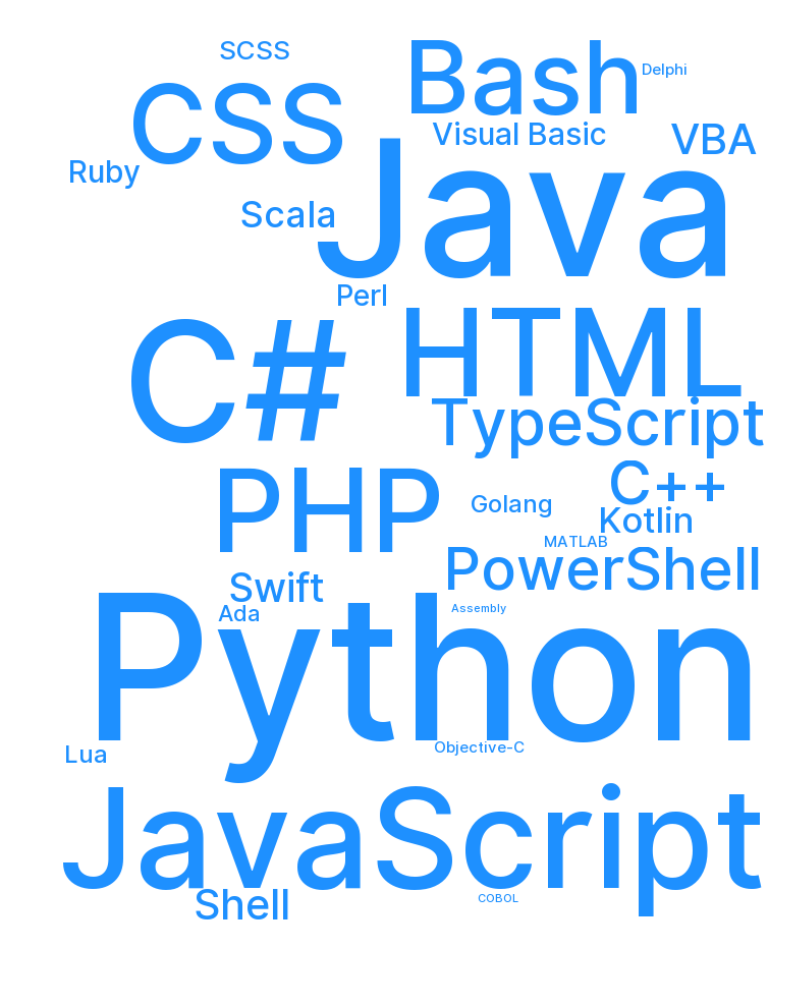 SCSS
Bash
Delphi
CSS
Visual Basic
VBA
Ruby
Java
Scala
Perl
C#
HTML
TypeScript
C++
PHP
Golang
Kotlin
MATLAB
PowerShell
Swift
Ada
Assembly
Python
Lua
Objective-C
JavaScript
Shell
COBOL